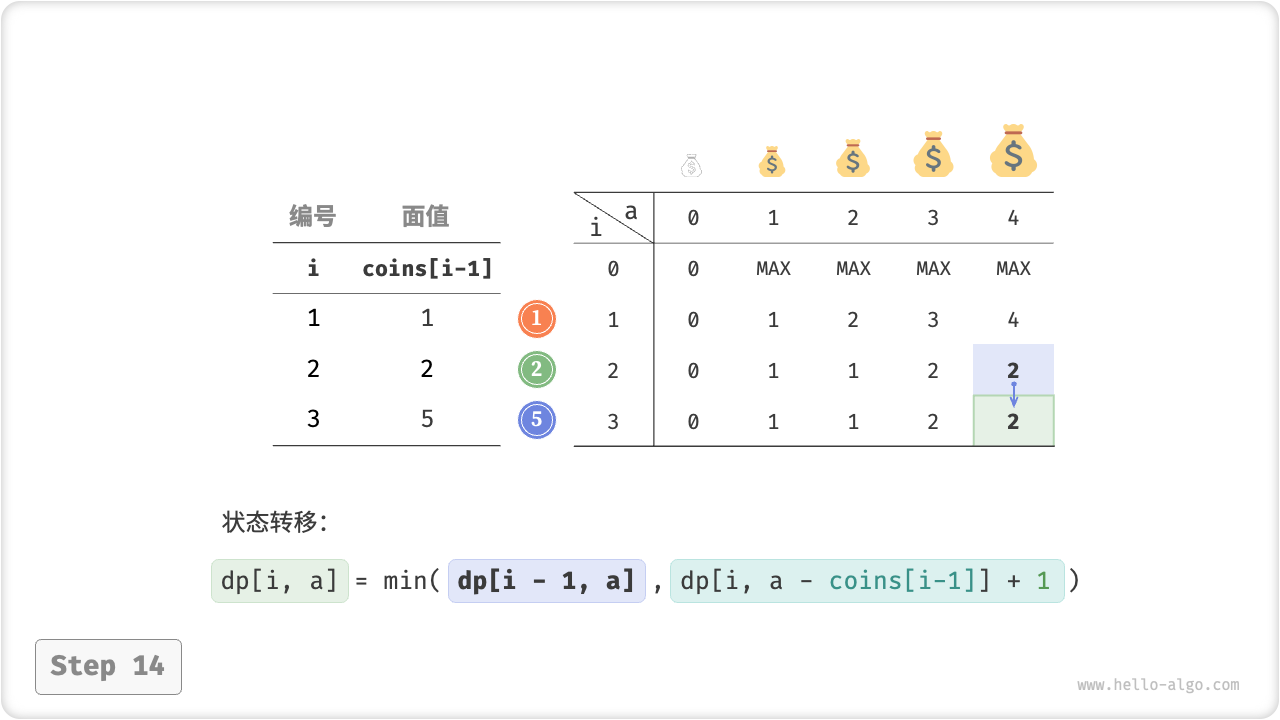 编号 面值
i coins[i-1]
1 1
2 2
3 5
1
2
5
$ $ $ $ $
i a 0 1 2 3 4
0 0 MAX MAX MAX MAX
1 0 1 2 3 4
2 0 1 1 2 2
3 0 1 1 2 2
状态转移:
dp[i, a] = min( dp[i - 1, a] , dp[i, a - coins[i-1]] + 1 )
Step 14
www.hello-algo.com